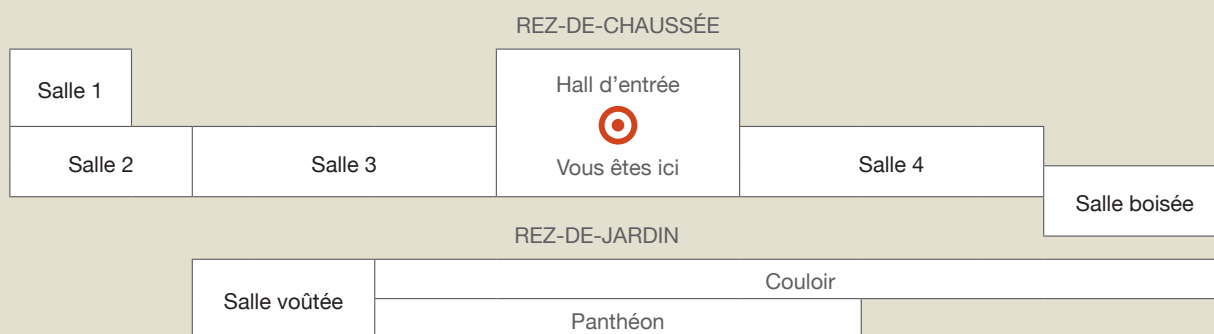 REZ-DE-CHAUSSÉE
Salle 1
Hall d’entrée
Vous êtes ici
Salle 2
Salle 3
Salle 4
Salle boisée
REZ-DE-JARDIN
Salle voûtée
Couloir
Panthéon